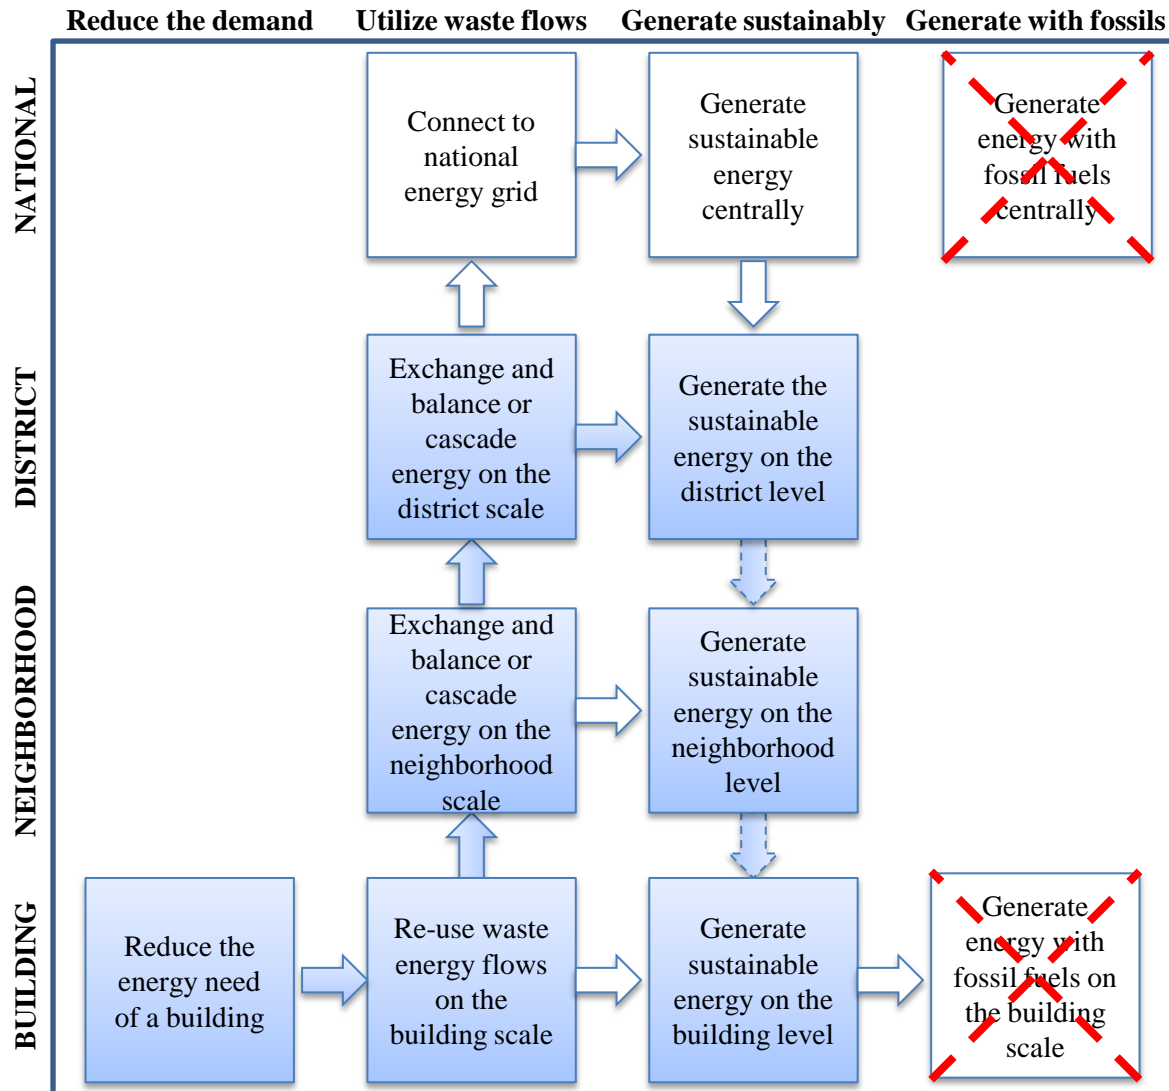 Reduce the demand
Utilize waste flows
Generate sustainably
Generate with fossils
NATIONAL
Connect to
national
energy grid
Generate
sustainable
energy
centrally
Generate
energy with
fossil fuels
centrally
DISTRICT
Exchange and
balance or
cascade
energy on the
district scale
Generate the
sustainable
energy on the
district level
NEIGHBORHOOD
Exchange and
balance or
cascade
energy on the
neighborhood
scale
Generate
sustainable
energy on the
neighborhood
level
BUILDING
Reduce the
energy need
of a building
Re-use waste
energy flows
on the
building scale
Generate
sustainable
energy on the
building level
Generate
energy with
fossil fuels on
the building
scale